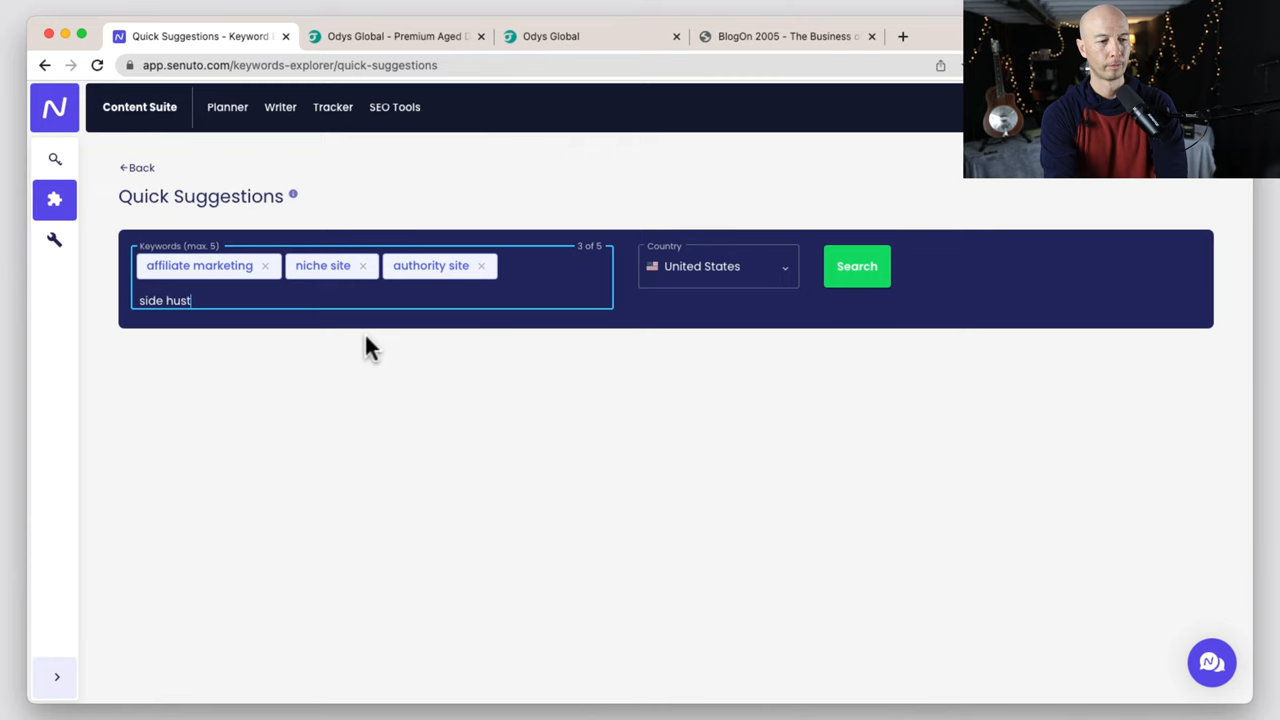 Quick Suggestions - Keyword
Odys Global - Premium Aged D
Odys Global
BlogOn 2005 - The Business o
app.senuto.com/keywords-explorer/quick-suggestions
Content Suite
Planner
Writer
Tracker
SEO Tools
Back
Quick Suggestions
Keywords (max. 5)
3 of 5
affiliate marketing
niche site
authority site
side hust
Country
United States
Search